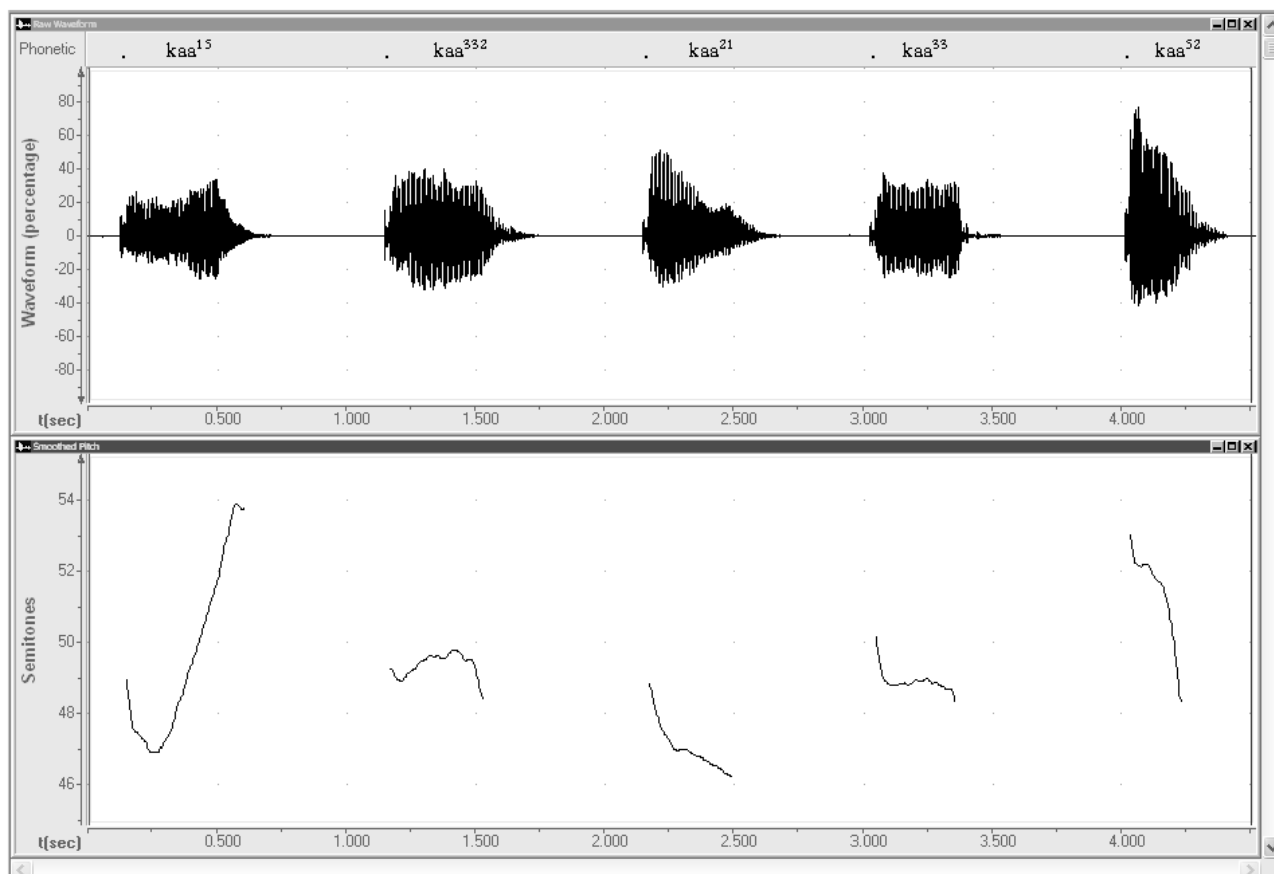 Raw Waveform
Phonetic . kaa¹⁵ . kaa³³² . kaa²¹ . kaa³³ . kaa⁵²
Waveform (percentage)
80
60
40
20
0
-20
-40
-60
-80
t(sec) 0.500 1.000 1.500 2.000 2.500 3.000 3.500 4.000
Smoothed Pitch
Semitones
54
52
50
48
46
t(sec) 0.500 1.000 1.500 2.000 2.500 3.000 3.500 4.000